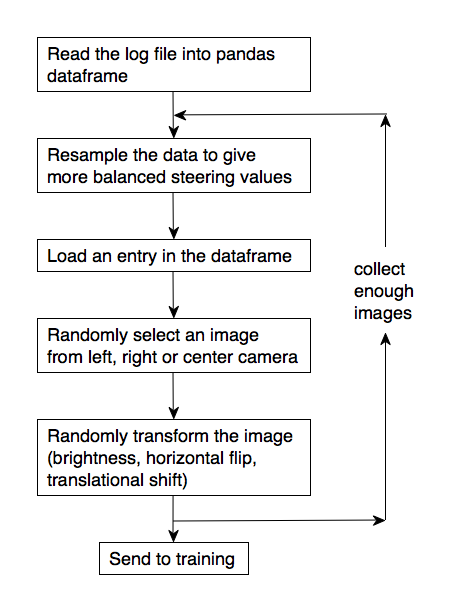 Read the log file into pandas
dataframe
Resample the data to give
more balanced steering values
Load an entry in the dataframe
collect
enough
images
Randomly select an image
from left, right or center camera
Randomly transform the image
(brightness, horizontal flip,
translational shift)
Send to training